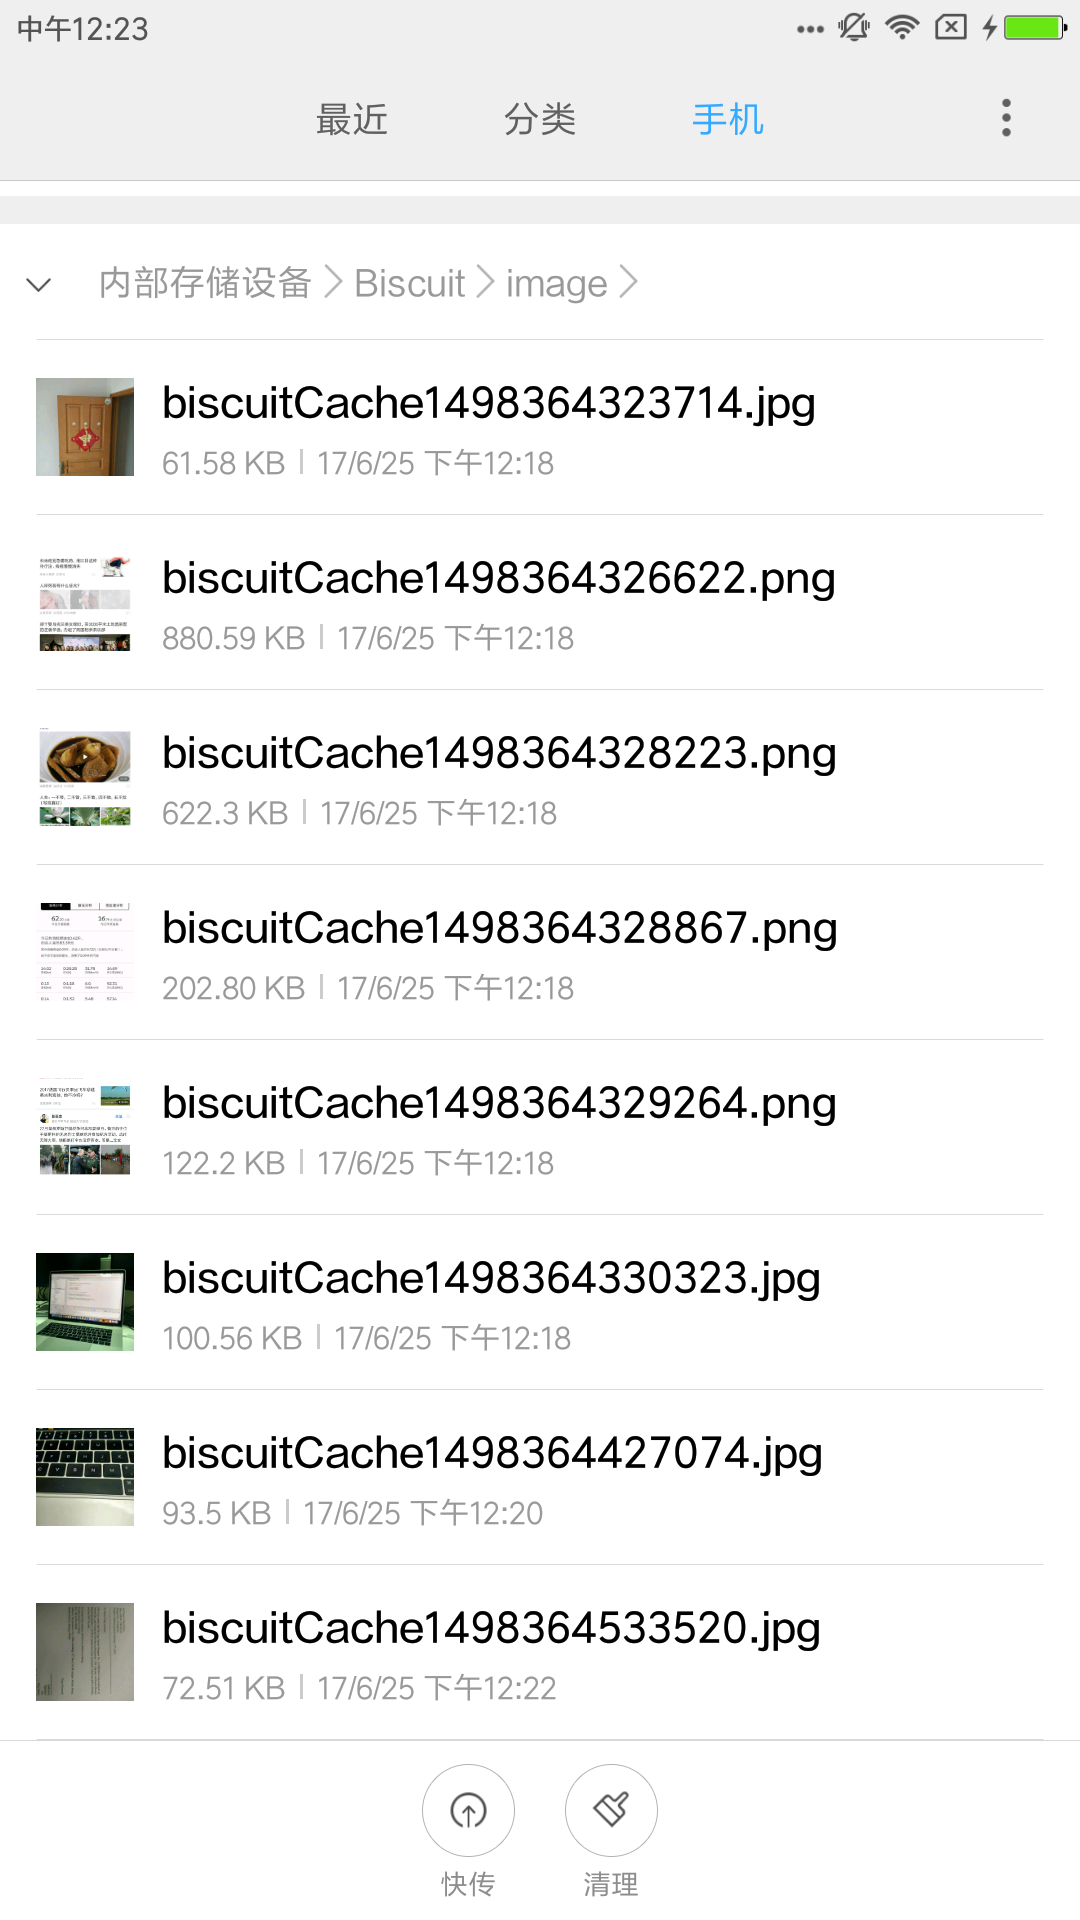 中午12:23
最近 分类 手机
内部存储设备 Biscuit image
biscuitCache1498364323714.jpg
61.58 KB 17/6/25 下午12:18
biscuitCache1498364326622.png
880.59 KB 17/6/25 下午12:18
biscuitCache1498364328223.png
622.3 KB 17/6/25 下午12:18
biscuitCache1498364328867.png
202.80 KB 17/6/25 下午12:18
biscuitCache1498364329264.png
122.2 KB 17/6/25 下午12:18
biscuitCache1498364330323.jpg
100.56 KB 17/6/25 下午12:18
biscuitCache1498364427074.jpg
93.5 KB 17/6/25 下午12:20
biscuitCache1498364533520.jpg
72.51 KB 17/6/25 下午12:22
快传 清理